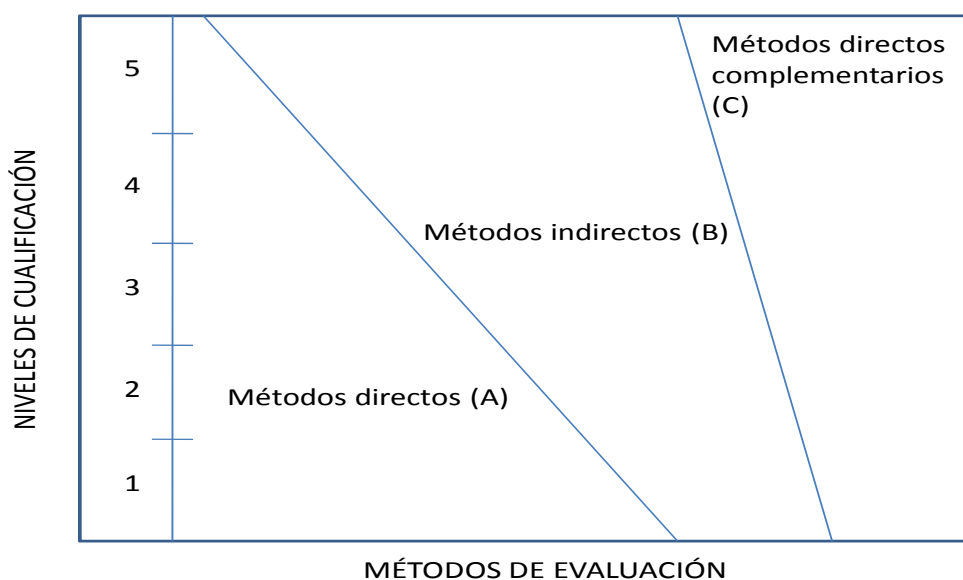 NIVELES DE CUALIFICACIÓN
5
4
3
2
1
Métodos directos
complementarios
(C)
Métodos indirectos (B)
Métodos directos (A)
MÉTODOS DE EVALUACIÓN